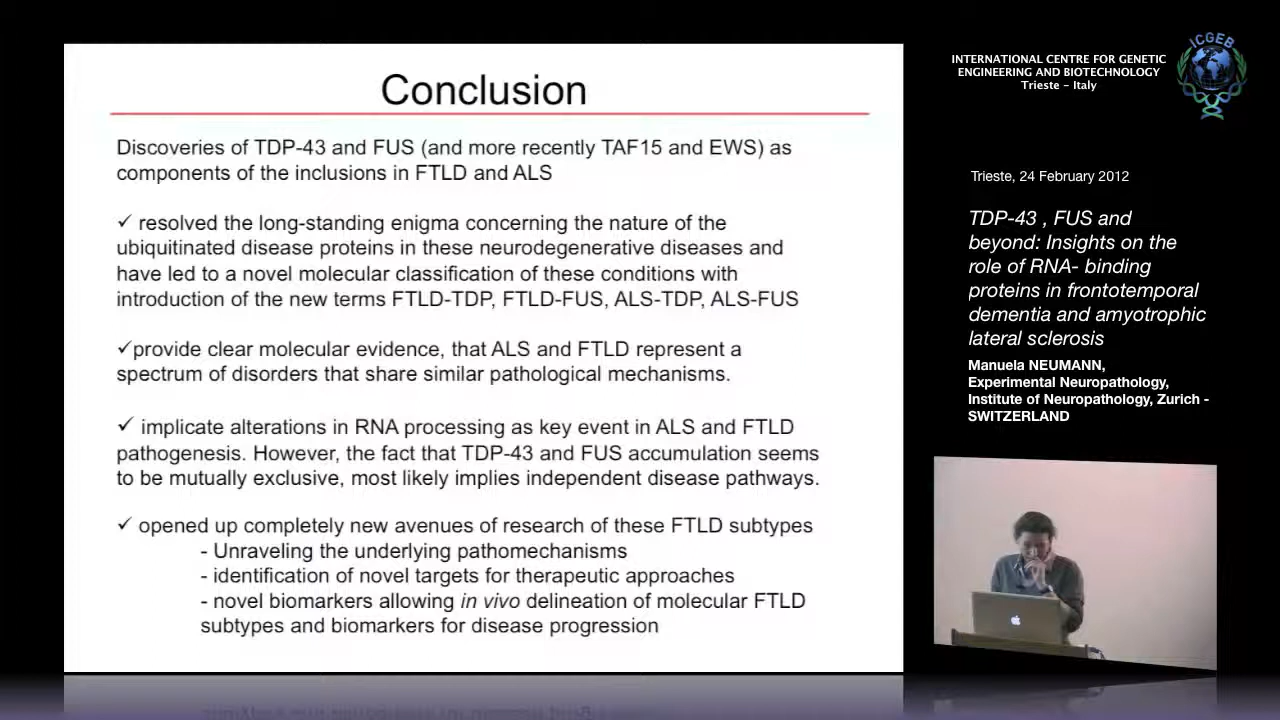 Conclusion
Discoveries of TDP-43 and FUS (and more recently TAF15 and EWS) as
components of the inclusions in FTLD and ALS
✓ resolved the long-standing enigma concerning the nature of the
ubiquitinated disease proteins in these neurodegenerative diseases and
have led to a novel molecular classification of these conditions with
introduction of the new terms FTLD-TDP, FTLD-FUS, ALS-TDP, ALS-FUS
✓provide clear molecular evidence, that ALS and FTLD represent a
spectrum of disorders that share similar pathological mechanisms.
✓ implicate alterations in RNA processing as key event in ALS and FTLD
pathogenesis. However, the fact that TDP-43 and FUS accumulation seems
to be mutually exclusive, most likely implies independent disease pathways.
✓ opened up completely new avenues of research of these FTLD subtypes
- Unraveling the underlying pathomechanisms
- identification of novel targets for therapeutic approaches
- novel biomarkers allowing in vivo delineation of molecular FTLD
subtypes and biomarkers for disease progression
INTERNATIONAL CENTRE FOR GENETIC
ENGINEERING AND BIOTECHNOLOGY
Trieste - Italy
ICGEB
Trieste, 24 February 2012
TDP-43 , FUS and
beyond: Insights on the
role of RNA- binding
proteins in frontotemporal
dementia and amyotrophic
lateral sclerosis
Manuela NEUMANN,
Experimental Neuropathology,
Institute of Neuropathology, Zurich -
SWITZERLAND